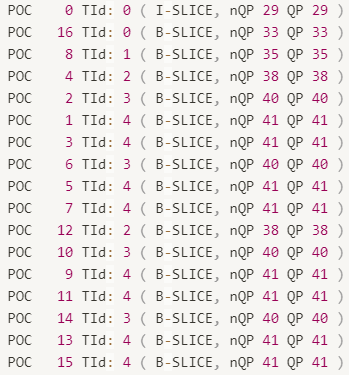 POC 0 TId: 0 ( I-SLICE, nQP 29 QP 29 )
POC 16 TId: 0 ( B-SLICE, nQP 33 QP 33 )
POC 8 TId: 1 ( B-SLICE, nQP 35 QP 35 )
POC 4 TId: 2 ( B-SLICE, nQP 38 QP 38 )
POC 2 TId: 3 ( B-SLICE, nQP 40 QP 40 )
POC 1 TId: 4 ( B-SLICE, nQP 41 QP 41 )
POC 3 TId: 4 ( B-SLICE, nQP 41 QP 41 )
POC 6 TId: 3 ( B-SLICE, nQP 40 QP 40 )
POC 5 TId: 4 ( B-SLICE, nQP 41 QP 41 )
POC 7 TId: 4 ( B-SLICE, nQP 41 QP 41 )
POC 12 TId: 2 ( B-SLICE, nQP 38 QP 38 )
POC 10 TId: 3 ( B-SLICE, nQP 40 QP 40 )
POC 9 TId: 4 ( B-SLICE, nQP 41 QP 41 )
POC 11 TId: 4 ( B-SLICE, nQP 41 QP 41 )
POC 14 TId: 3 ( B-SLICE, nQP 40 QP 40 )
POC 13 TId: 4 ( B-SLICE, nQP 41 QP 41 )
POC 15 TId: 4 ( B-SLICE, nQP 41 QP 41 )